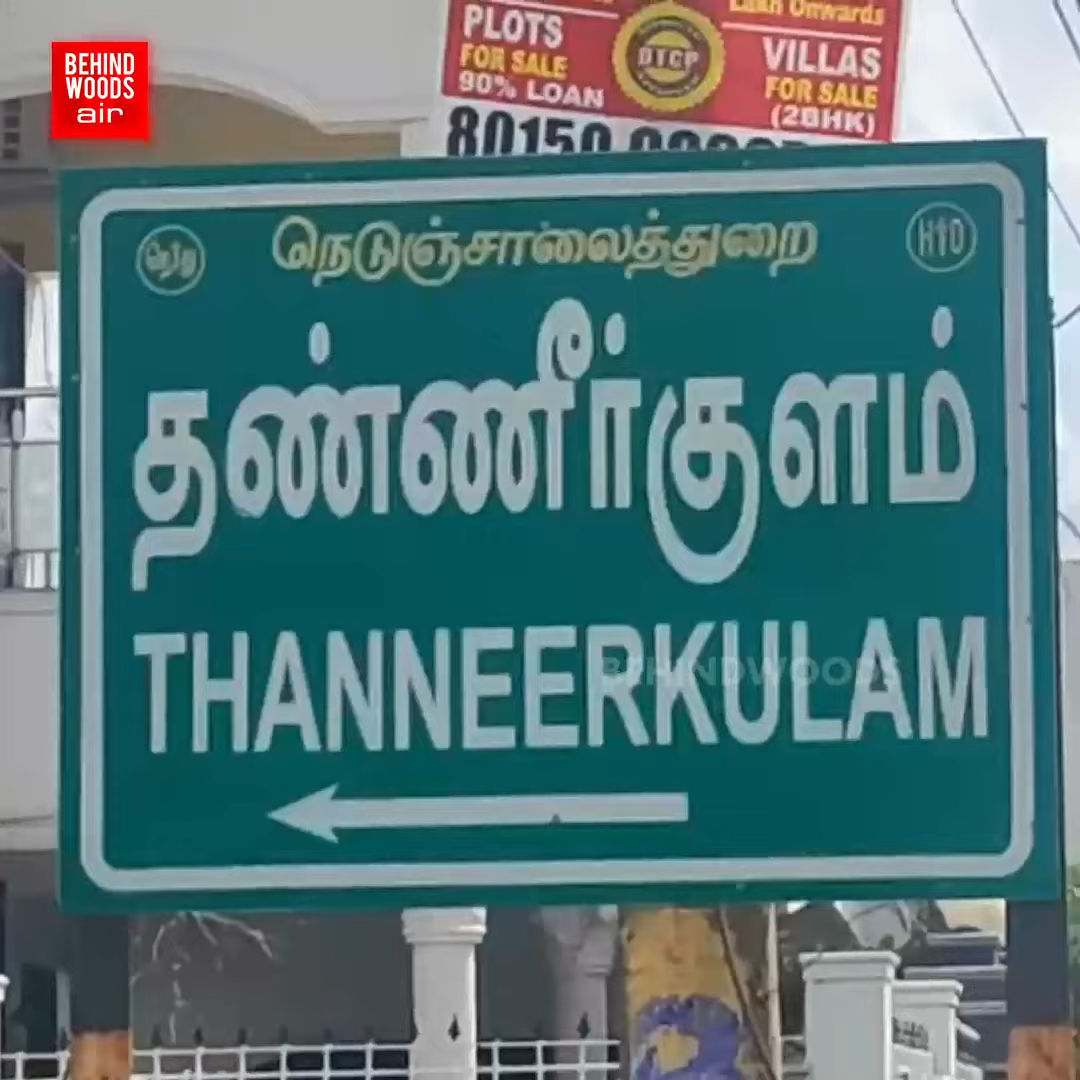 BEHIND
WOODS
air
Lakh Onwards
PLOTS
FOR SALE
90% LOAN
DTCP
VILLAS
FOR SALE
(2BHK)
80150
நெ
நெடுஞ்சாலைத்துறை
தண்ணீர்குளம்
THANNEERKULAM
BEHINDWOODS